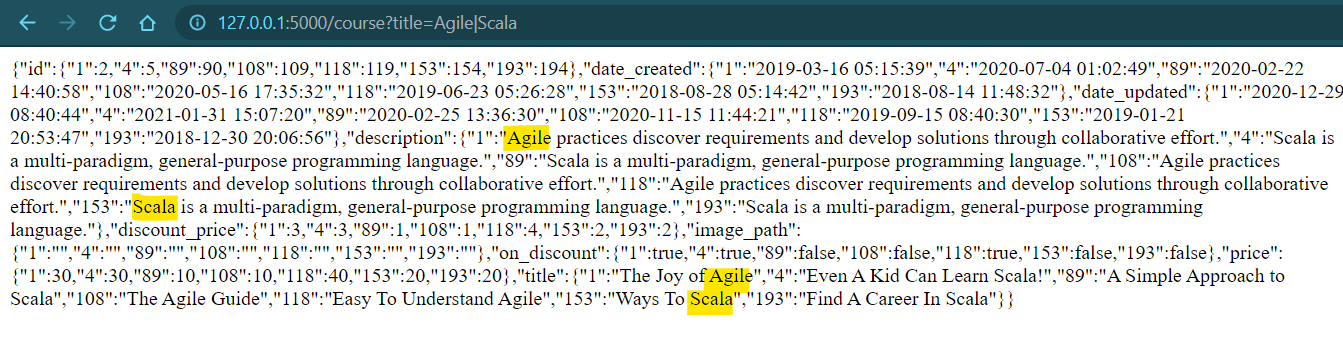 127.0.0.1:5000/course?title=Agile|Scala
{"id":{"1":2,"4":5,"89":90,"108":109,"118":119,"153":154,"193":194},"date_created":{"1":"2019-03-16 05:15:39","4":"2020-07-04 01:02:49","89":"2020-02-22
14:40:58","108":"2020-05-16 17:35:32","118":"2019-06-23 05:26:28","153":"2018-08-28 05:14:42","193":"2018-08-14 11:48:32"},"date_updated":{"1":"2020-12-29
08:40:44","4":"2021-01-31 15:07:20","89":"2020-02-25 13:36:30","108":"2020-11-15 11:44:21","118":"2019-09-15 08:40:30","153":"2019-01-21
20:53:47","193":"2018-12-30 20:06:56"},"description":{"1":"Agile practices discover requirements and develop solutions through collaborative effort.","4":"Scala is
a multi-paradigm, general-purpose programming language.","89":"Scala is a multi-paradigm, general-purpose programming language.","108":"Agile practices
discover requirements and develop solutions through collaborative effort.","118":"Agile practices discover requirements and develop solutions through collaborative
effort.","153":"Scala is a multi-paradigm, general-purpose programming language.","193":"Scala is a multi-paradigm, general-purpose programming
language."},"discount_price":{"1":3,"4":3,"89":1,"108":1,"118":4,"153":2,"193":2},"image_path":
{"1":"","4":"","89":"","108":"","118":"","153":"","193":""},"on_discount":{"1":true,"4":true,"89":false,"108":false,"118":true,"153":false,"193":false},"price":
{"1":30,"4":30,"89":10,"108":10,"118":40,"153":20,"193":20},"title":{"1":"The Joy of Agile","4":"Even A Kid Can Learn Scala!","89":"A Simple Approach to
Scala","108":"The Agile Guide","118":"Easy To Understand Agile","153":"Ways To Scala","193":"Find A Career In Scala"}}